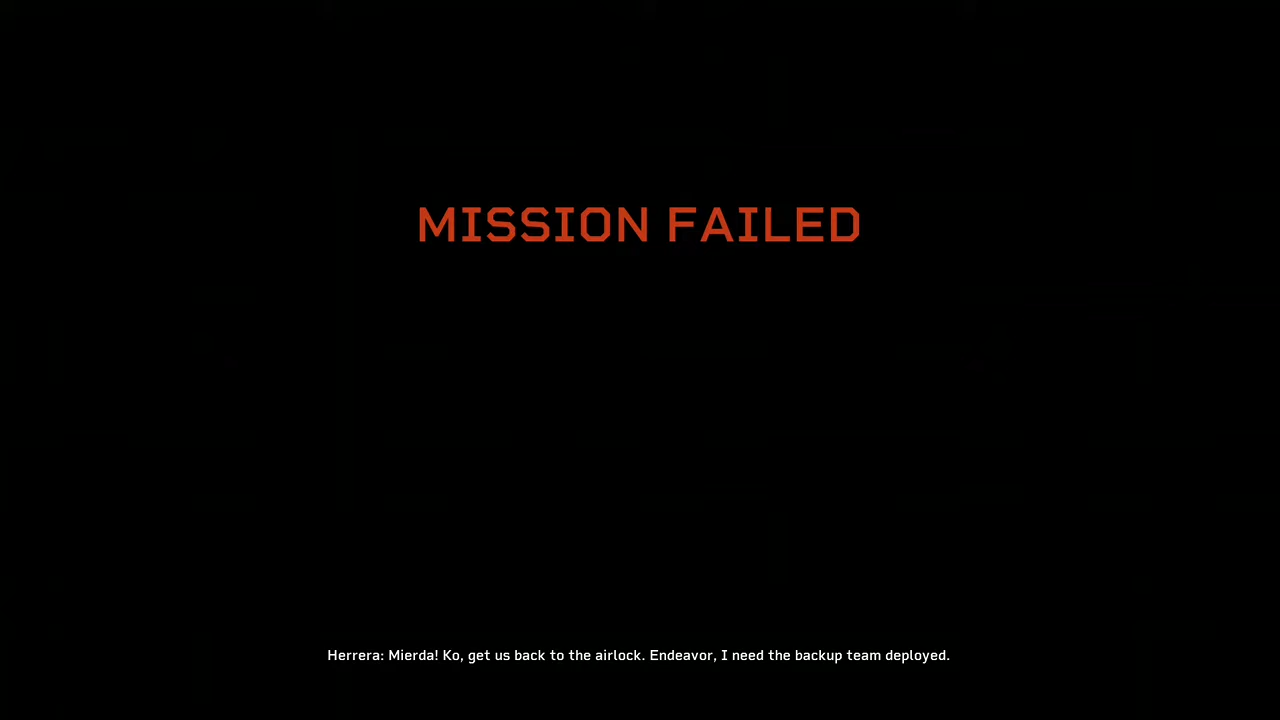 MISSION FAILED
Herrera: Mierda! Ko, get us back to the airlock. Endeavor, I need the backup team deployed.